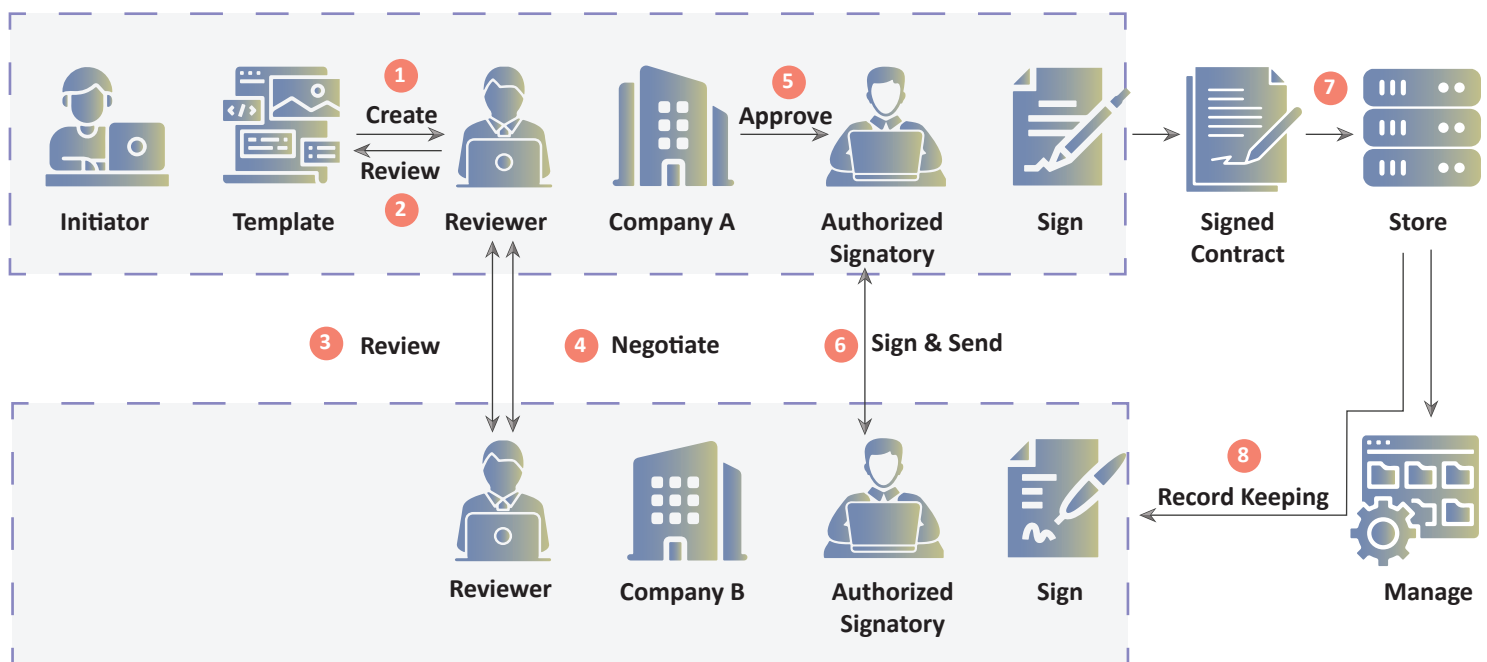 1
Create
Review
2
5
Approve
7
</>
Initiator
Template
Reviewer
Company A
Authorized
Signatory
Sign
Signed
Contract
Store
3
Review
4
Negotiate
6
Sign & Send
8
Record Keeping
Reviewer
Company B
Authorized
Signatory
Sign
Manage